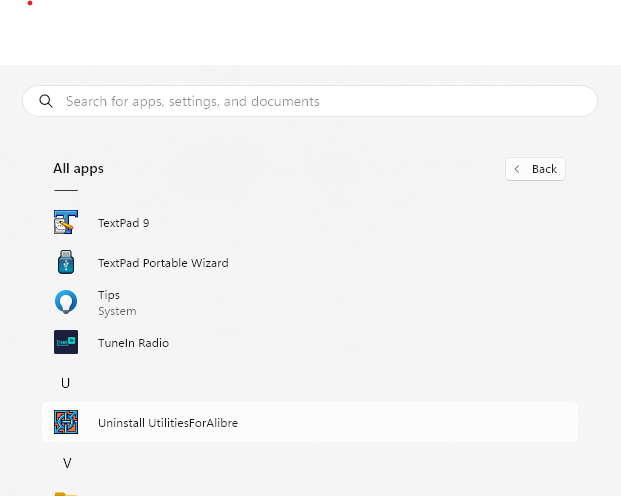 Search for apps, settings, and documents
All apps
Back
TextPad 9
TextPad Portable Wizard
Tips
System
TuneIn Radio
U
Uninstall UtilitiesForAlibre
V